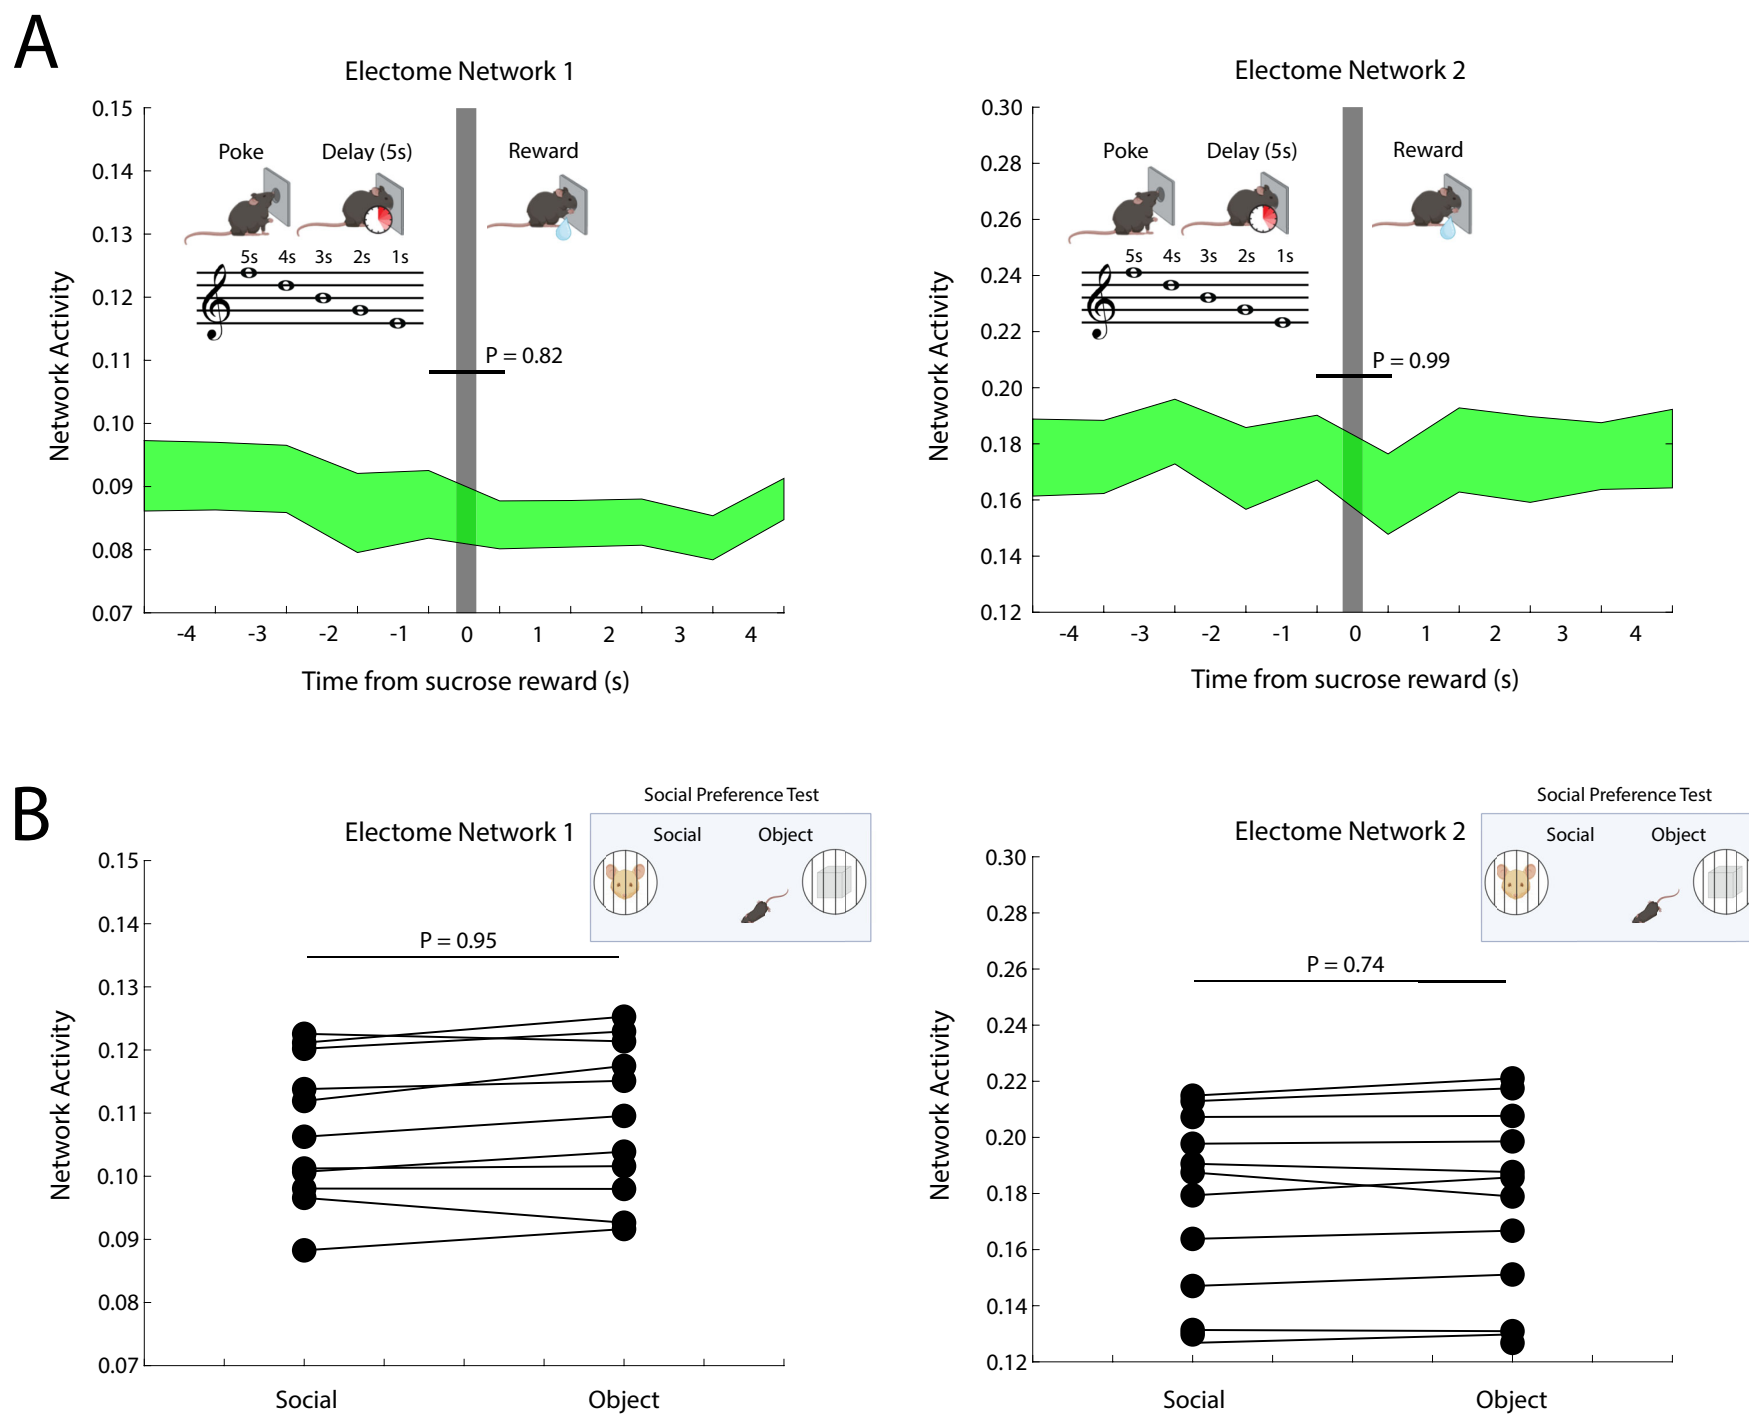 A
Electome Network 1
0.15
0.14
0.13
0.12
0.11
0.10
0.09
0.08
0.07
Network Activity
Poke
Delay (5s)
Reward
5s 4s 3s 2s 1s
P = 0.82
-4 -3 -2 -1 0 1 2 3 4
Time from sucrose reward (s)
Electome Network 2
0.30
0.28
0.26
0.24
0.22
0.20
0.18
0.16
0.14
0.12
Network Activity
Poke
Delay (5s)
Reward
5s 4s 3s 2s 1s
P = 0.99
-4 -3 -2 -1 0 1 2 3 4
Time from sucrose reward (s)
B
Electome Network 1
Social Preference Test
Social Object
0.15
0.14
0.13
0.12
0.11
0.10
0.09
0.08
0.07
Network Activity
P = 0.95
Social Object
Electome Network 2
Social Preference Test
Social Object
0.30
0.28
0.26
0.24
0.22
0.20
0.18
0.16
0.14
0.12
Network Activity
P = 0.74
Social Object